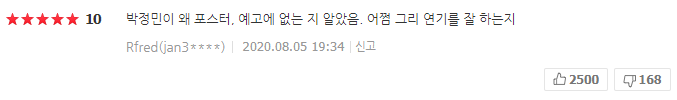 10 박정민이 왜 포스터, 예고에 없는 지 알았음. 어쩜 그리 연기를 잘 하는지
Rfred(jan3****) | 2020.08.05 19:34 | 신고
2500 168